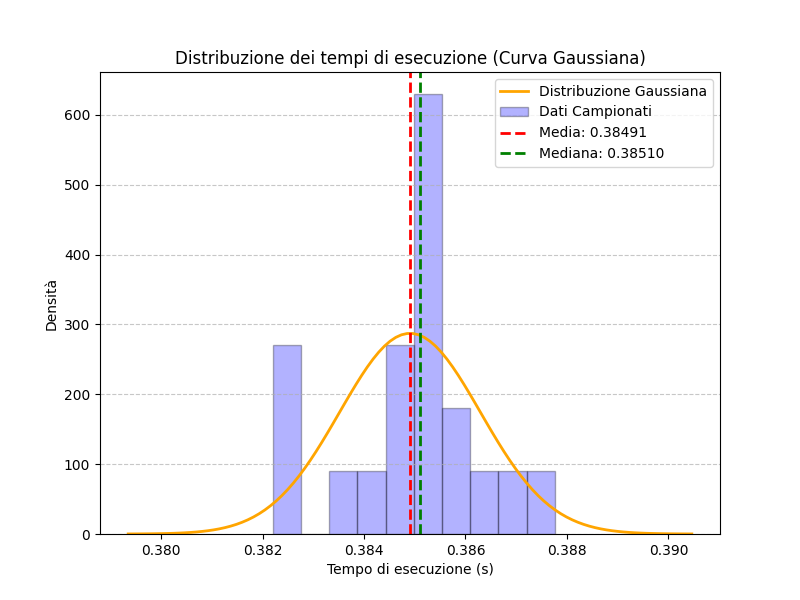 Distribuzione dei tempi di esecuzione (Curva Gaussiana)
Distribuzione Gaussiana
Dati Campionati
Media: 0.38491
Mediana: 0.38510
Densità
600
500
400
300
200
100
0
0.380 0.382 0.384 0.386 0.388 0.390
Tempo di esecuzione (s)